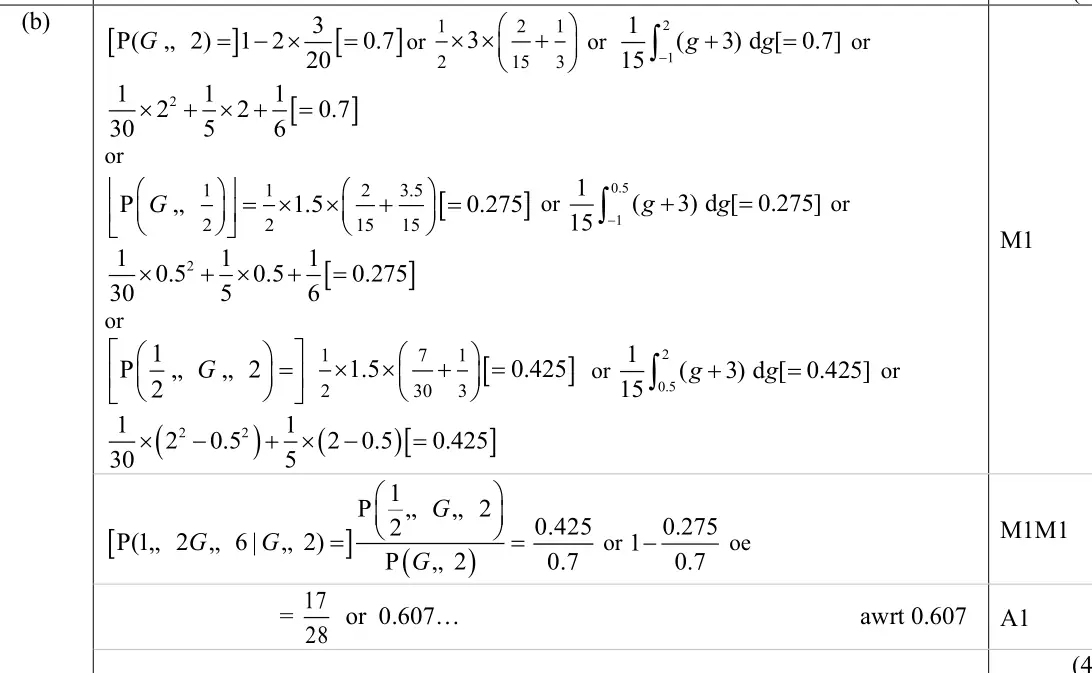 (b)
[P(G ,, 2) =] 1 − 2 × 3/20 [= 0.7] or 1/2 × 3 × (2/15 + 1/3) or 1/15 ∫_{−1}^{2} (g + 3) dg[= 0.7] or
1/30 × 2² + 1/5 × 2 + 1/6 [= 0.7]
or
[P(G ,, 1/2)] = 1/2 × 1.5 × (2/15 + 3.5/15) [= 0.275] or 1/15 ∫_{−1}^{0.5} (g + 3) dg[= 0.275] or
M1
1/30 × 0.5² + 1/5 × 0.5 + 1/6 [= 0.275]
or
[P(1/2 ,, G ,, 2) =] 1/2 × 1.5 × (7/30 + 1/3) [= 0.425] or 1/15 ∫_{0.5}^{2} (g + 3) dg[= 0.425] or
1/30 × (2² − 0.5²) + 1/5 × (2 − 0.5) [= 0.425]
[P(1,, 2G ,, 6 | G ,, 2) =] P(1/2 ,, G ,, 2)/P(G ,, 2) = 0.425/0.7 or 1 − 0.275/0.7 oe M1M1
= 17/28 or 0.607… awrt 0.607 A1
(4